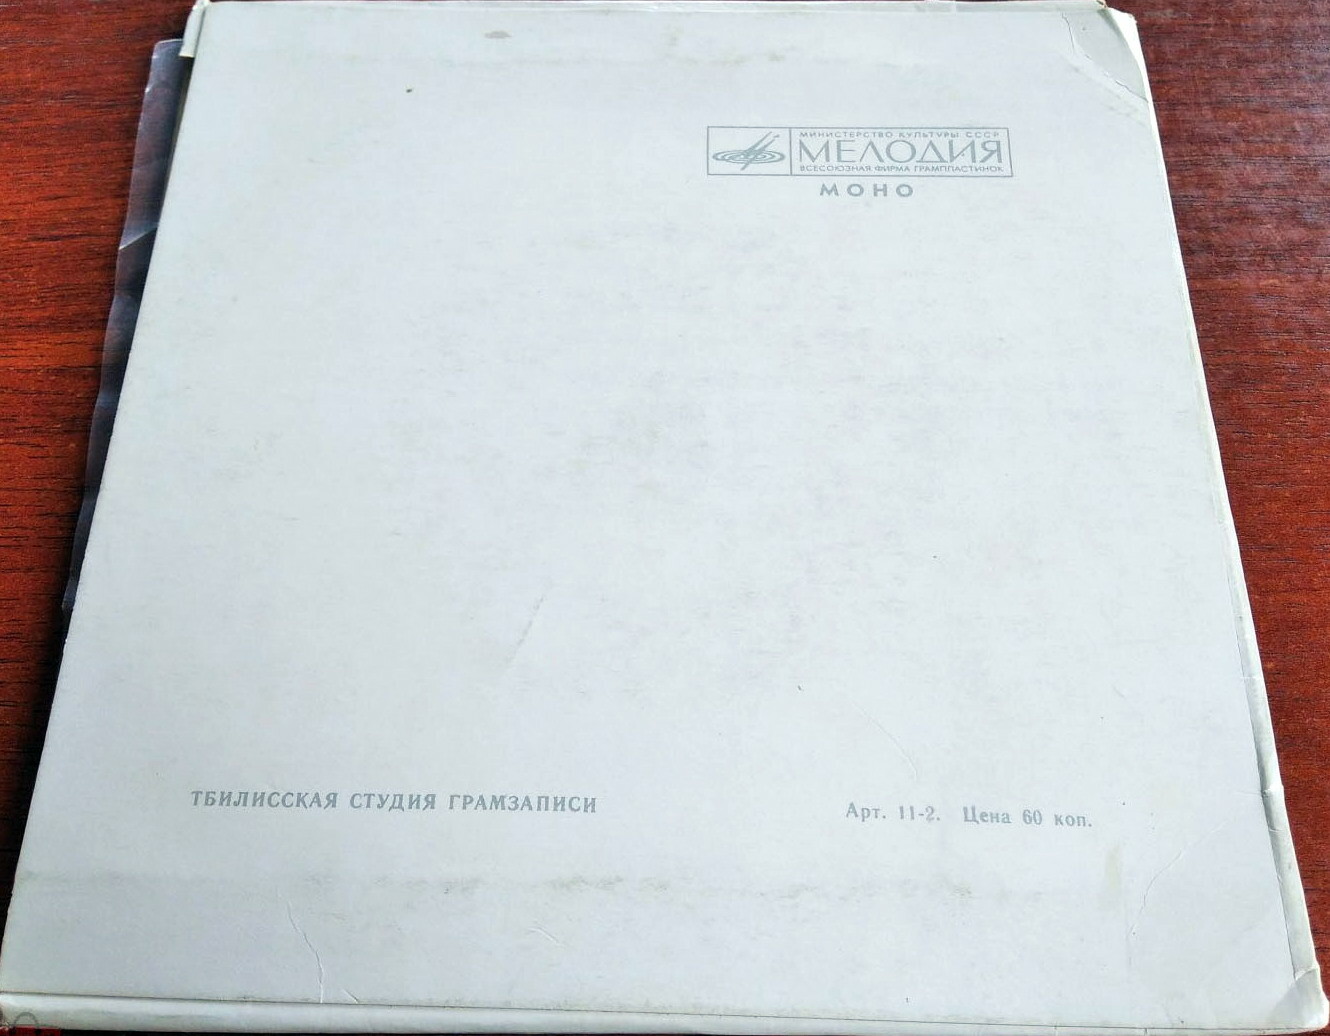 МИНИСТЕРСТВО КУЛЬТУРЫ СССР
МЕЛОДИЯ
ВСЕСОЮЗНАЯ ФИРМА ГРАМПЛАСТИНОК
МОНО
ТБИЛИССКАЯ СТУДИЯ ГРАМЗАПИСИ
Арт. 11-2. Цена 60 коп.